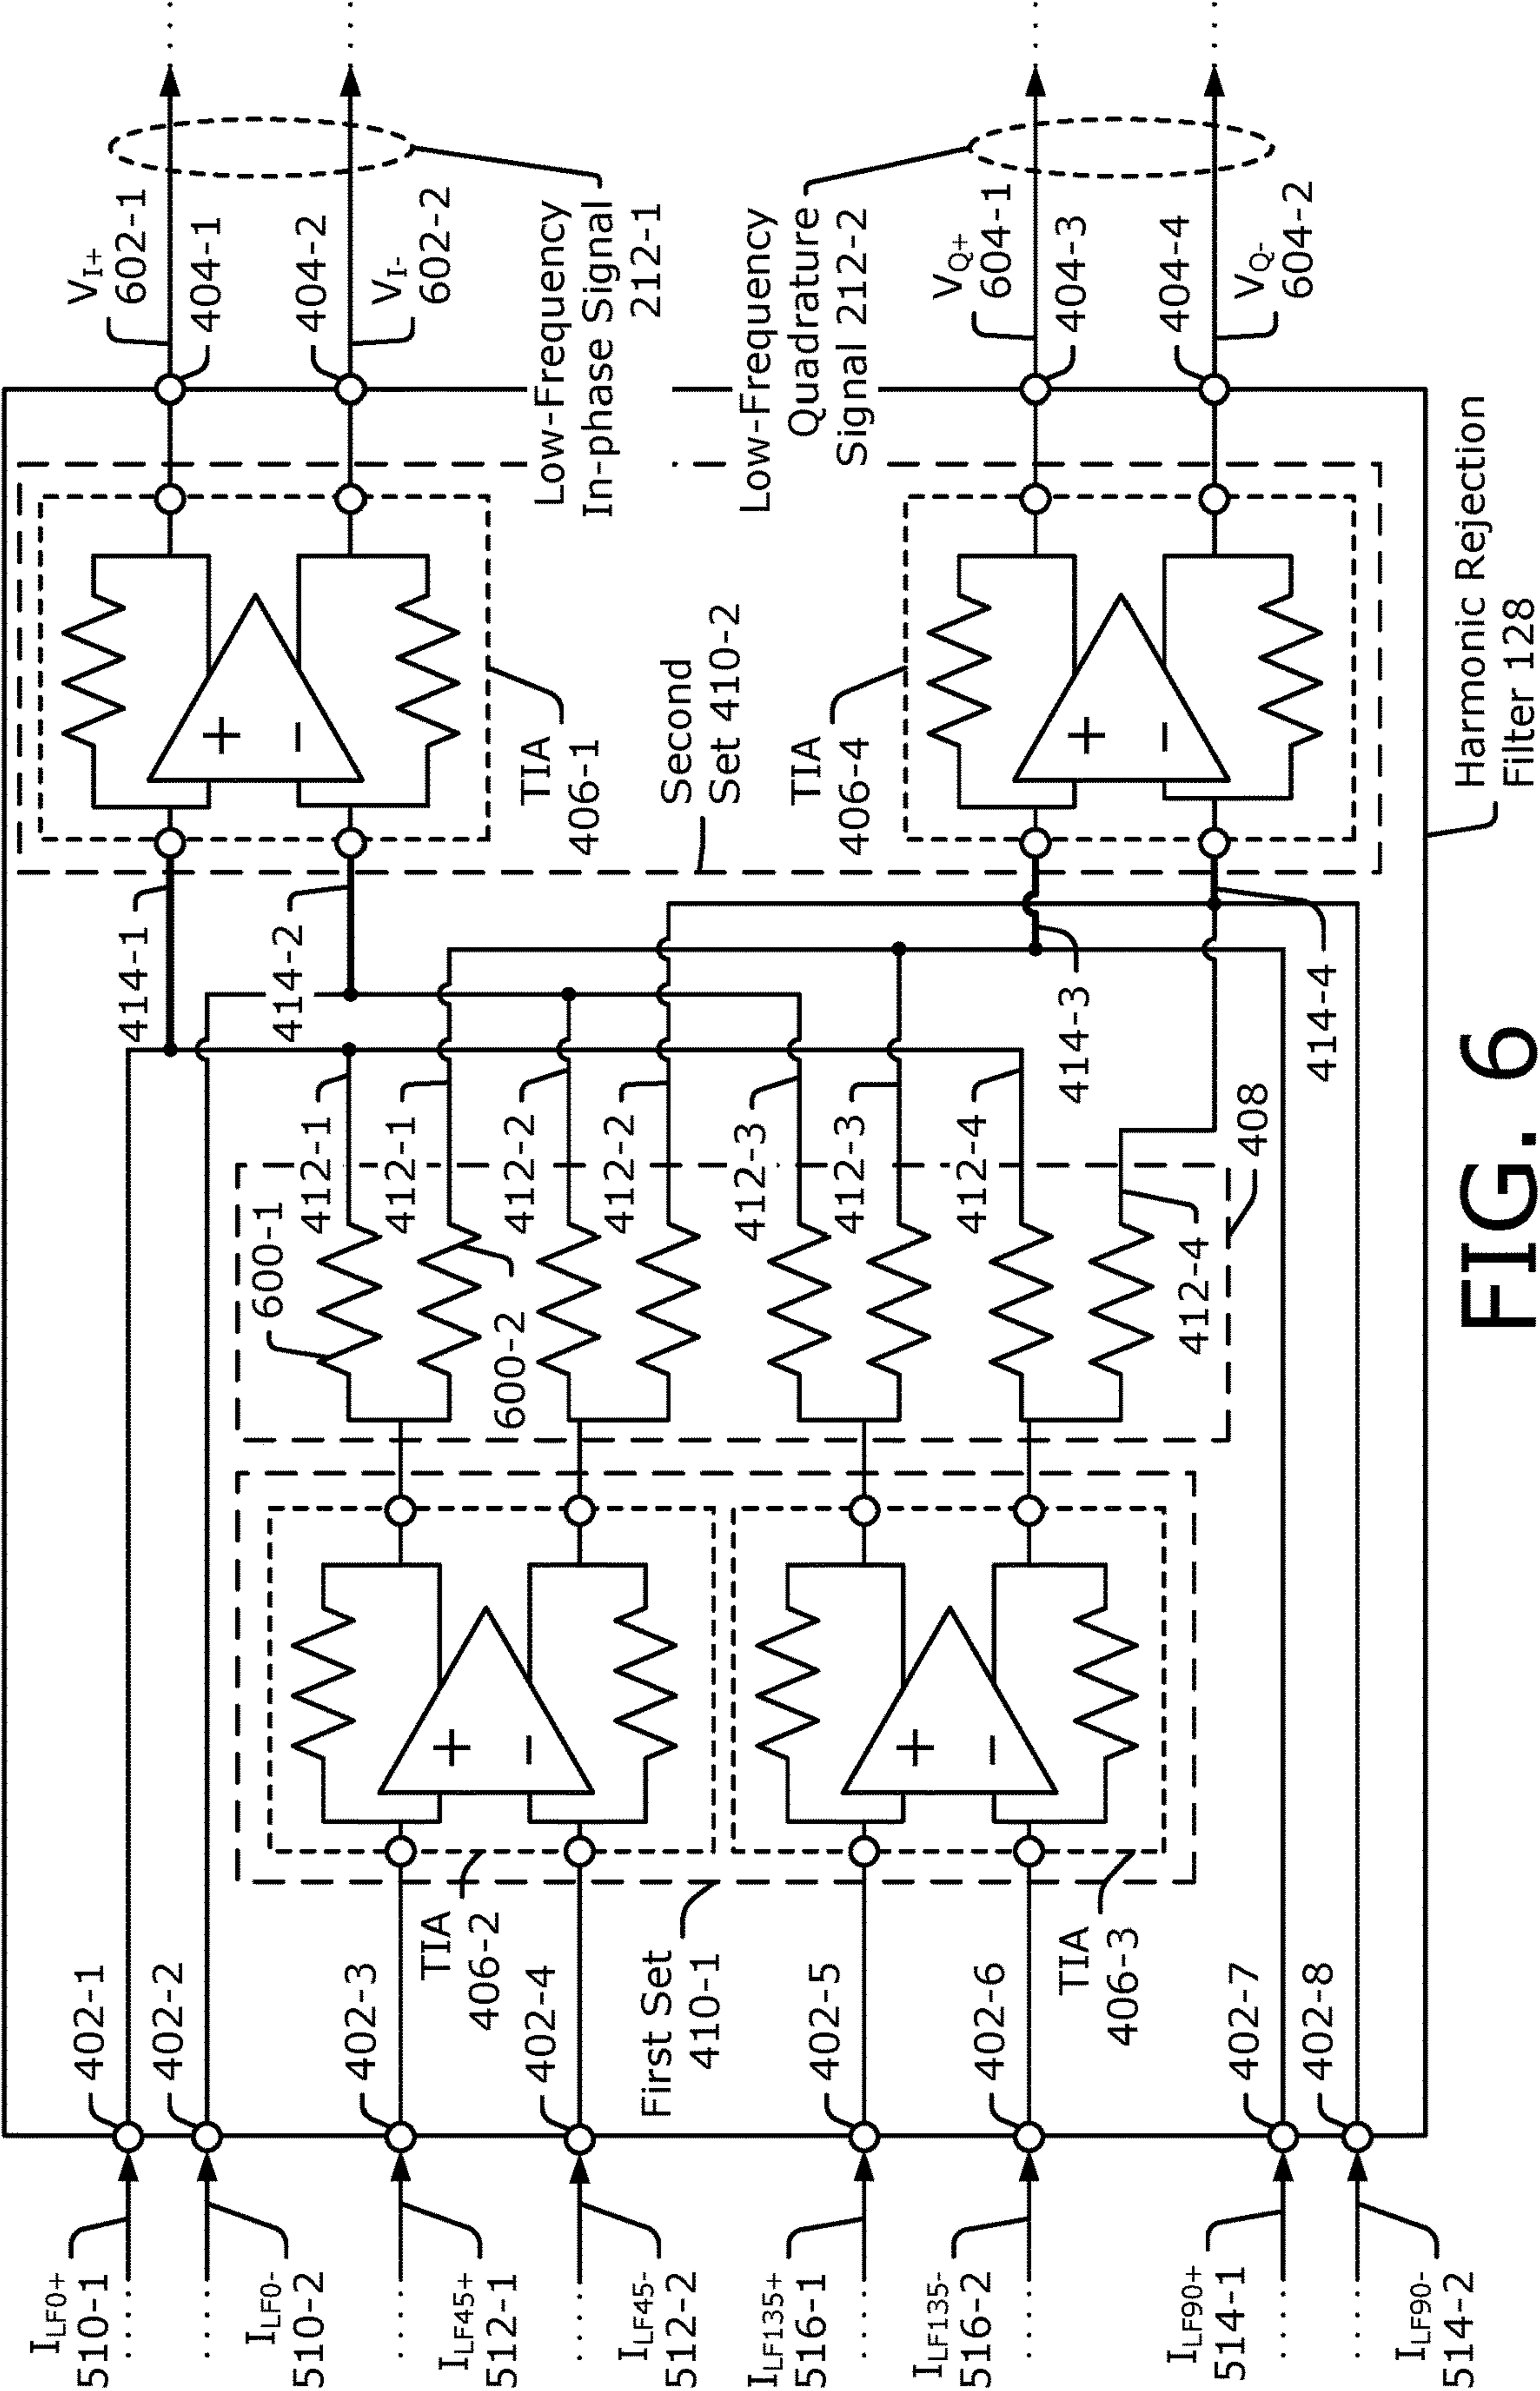 I_LF0+
510-1
I_LF0-
510-2
I_LF45+
512-1
I_LF45-
512-2
I_LF135+
516-1
I_LF135-
516-2
I_LF90+
514-1
I_LF90-
514-2
402-1
402-2
402-3
402-4
402-5
402-6
402-7
402-8
TIA
406-2
First Set
410-1
TIA
406-3
+
−
+
−
600-1
600-2
412-1
412-1
412-2
412-2
412-3
412-3
412-4
412-4
408
414-1
414-2
414-3
414-4
+
−
+
−
TIA
406-1
Second
Set 410-2
TIA
406-4
V_I+
602-1
404-1
404-2
V_I-
602-2
Low-Frequency
In-phase Signal
212-1
Low-Frequency
Quadrature
Signal 212-2
V_Q+
604-1
404-3
404-4
V_Q-
604-2
Harmonic Rejection
Filter 128
FIG. 6